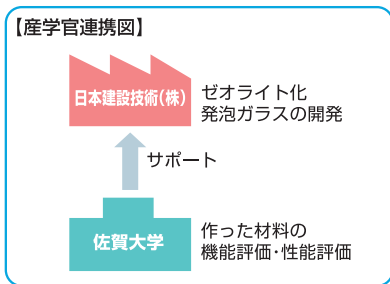 【産学官連携図】
日本建設技術(株)
ゼオライト化
発泡ガラスの開発
サポート
佐賀大学
作った材料の
機能評価・性能評価